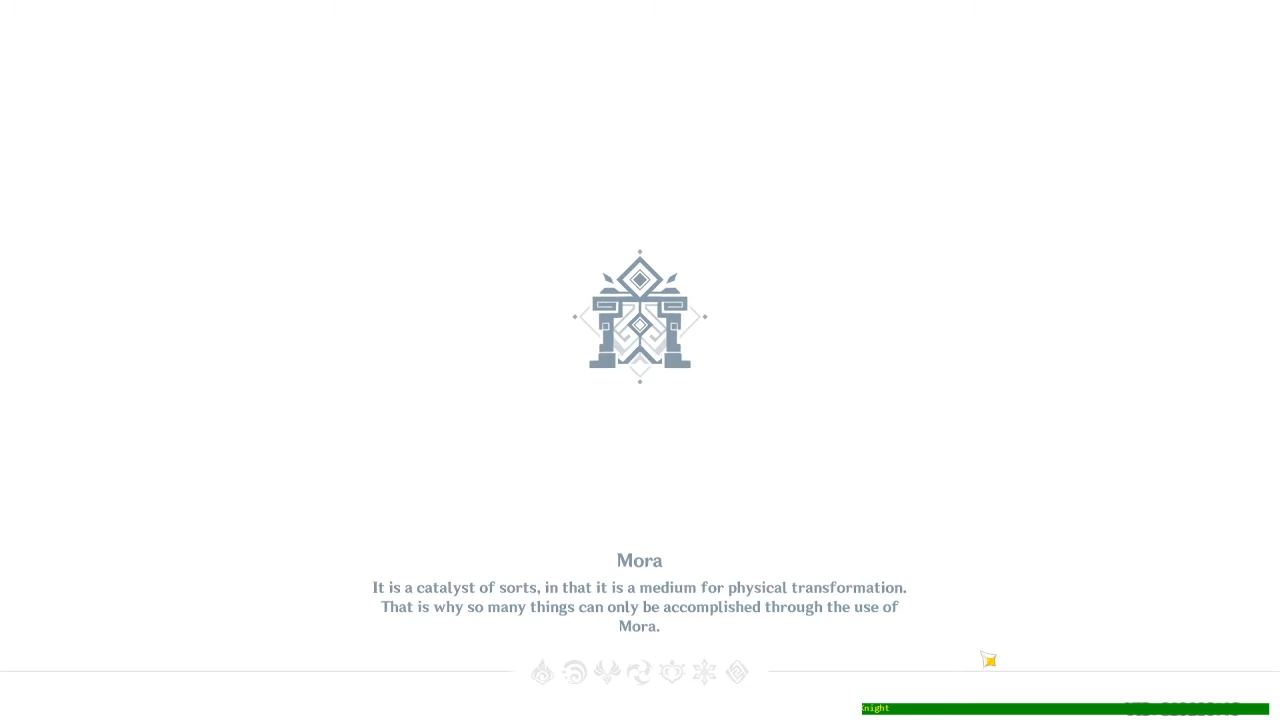 Mora
It is a catalyst of sorts, in that it is a medium for physical transformation.
That is why so many things can only be accomplished through the use of
Mora.